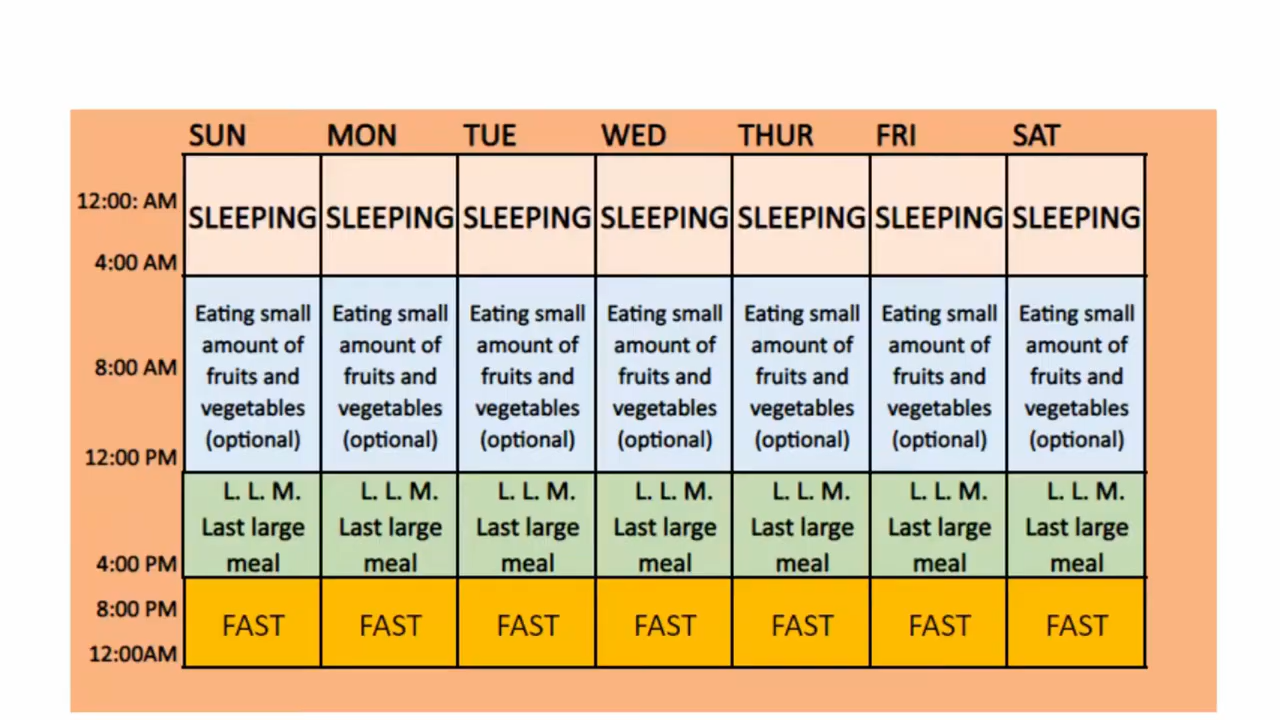 SUN MON TUE WED THUR FRI SAT
12:00: AM
SLEEPING SLEEPING SLEEPING SLEEPING SLEEPING SLEEPING SLEEPING
4:00 AM
Eating small Eating small Eating small Eating small Eating small Eating small Eating small
amount of amount of amount of amount of amount of amount of amount of
8:00 AM fruits and fruits and fruits and fruits and fruits and fruits and fruits and
vegetables vegetables vegetables vegetables vegetables vegetables vegetables
(optional) (optional) (optional) (optional) (optional) (optional) (optional)
12:00 PM
L. L. M. L. L. M. L. L. M. L. L. M. L. L. M. L. L. M. L. L. M.
Last large Last large Last large Last large Last large Last large Last large
4:00 PM meal meal meal meal meal meal meal
8:00 PM
FAST FAST FAST FAST FAST FAST FAST
12:00AM